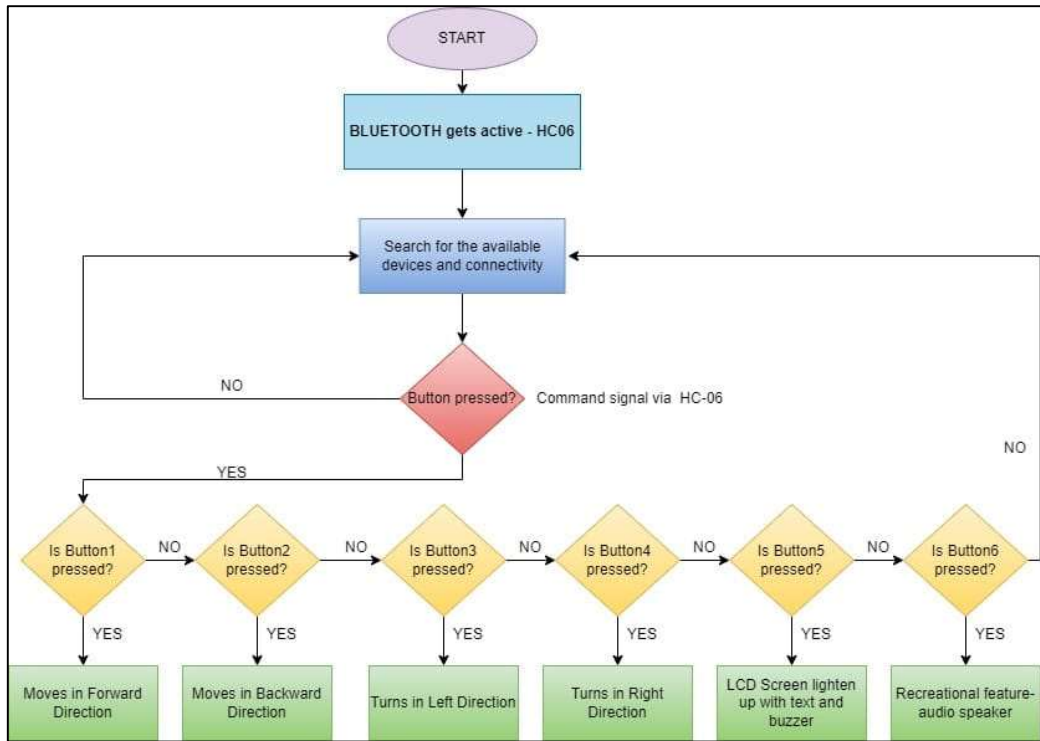 START
BLUETOOTH gets active - HC06
Search for the available
devices and connectivity
NO
Button pressed?
Command signal via HC-06
YES
NO
Is Button1
pressed?
NO
Is Button2
pressed?
NO
Is Button3
pressed?
NO
Is Button4
pressed?
NO
Is Button5
pressed?
NO
Is Button6
pressed?
YES
YES
YES
YES
YES
YES
Moves in Forward
Direction
Moves in Backward
Direction
Turns in Left Direction
Turns in Right
Direction
LCD Screen lighten
up with text and
buzzer
Recreational feature-
audio speaker